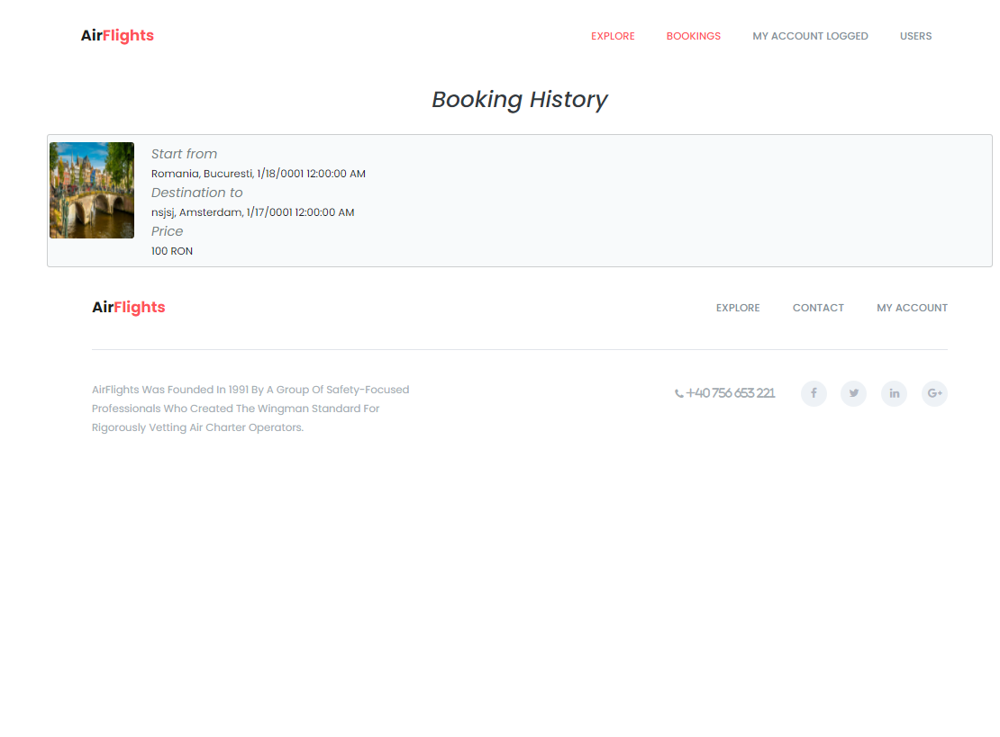 AirFlights
EXPLORE BOOKINGS MY ACCOUNT LOGGED USERS
Booking History
Start from
Romania, Bucuresti, 1/18/0001 12:00:00 AM
Destination to
nsjsj, Amsterdam, 1/17/0001 12:00:00 AM
Price
100 RON
AirFlights
EXPLORE CONTACT MY ACCOUNT
AirFlights Was Founded In 1991 By A Group Of Safety-Focused
Professionals Who Created The Wingman Standard For
Rigorously Vetting Air Charter Operators.
+40 756 653 221